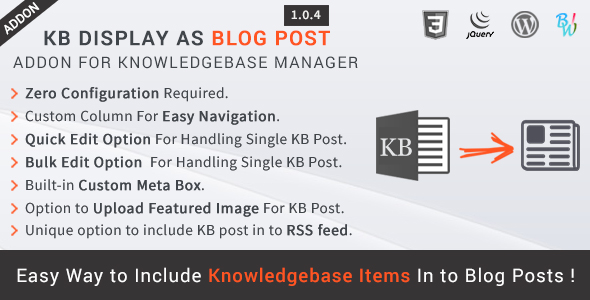 ADDON
1.0.4
KB DISPLAY AS BLOG POST
ADDON FOR KNOWLEDGEBASE MANAGER
3
jQuery
W
BW
Zero Configuration Required.
Custom Column For Easy Navigation.
Quick Edit Option For Handling Single KB Post.
Bulk Edit Option For Handling Single KB Post.
Built-in Custom Meta Box.
Option to Upload Featured Image For KB Post.
Unique option to include KB post in to RSS feed.
KB
Easy Way to Include Knowledgebase Items In to Blog Posts !